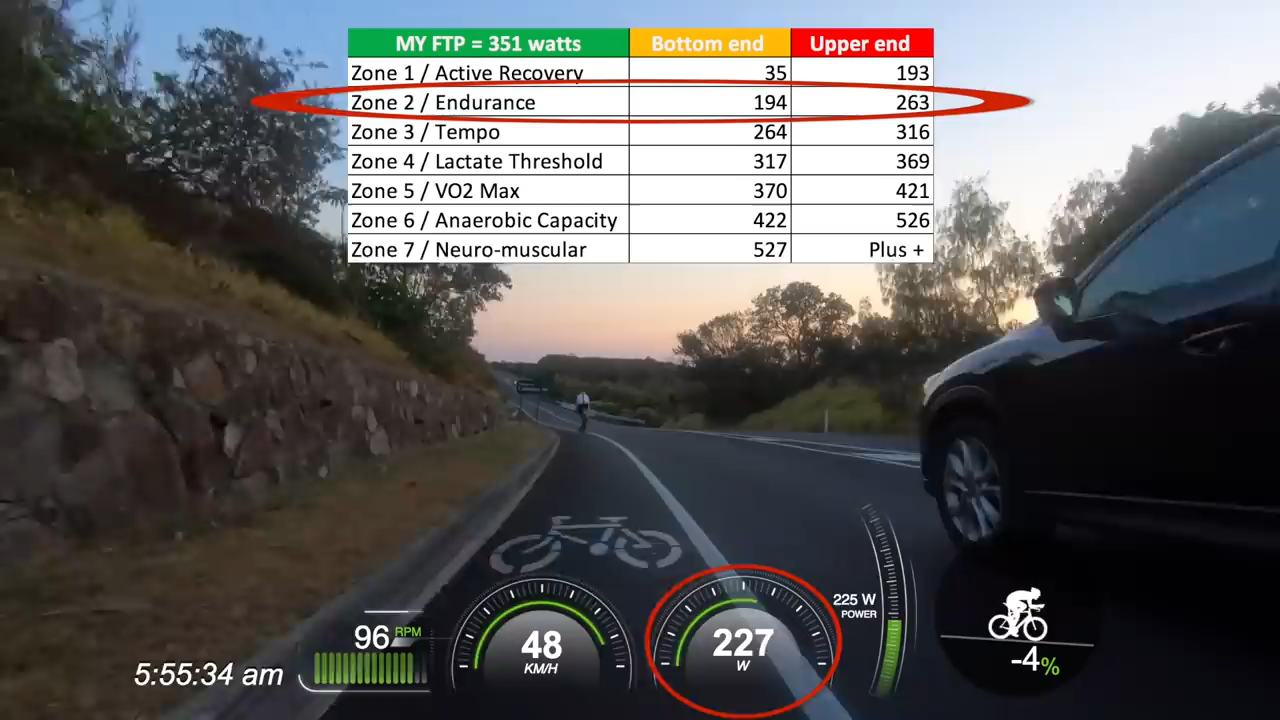 MY FTP = 351 watts Bottom end Upper end
Zone 1 / Active Recovery 35 193
Zone 2 / Endurance 194 263
Zone 3 / Tempo 264 316
Zone 4 / Lactate Threshold 317 369
Zone 5 / VO2 Max 370 421
Zone 6 / Anaerobic Capacity 422 526
Zone 7 / Neuro-muscular 527 Plus +
5:55:34 am
96 RPM
48
KM/H
227
W
225 W
POWER
-4%